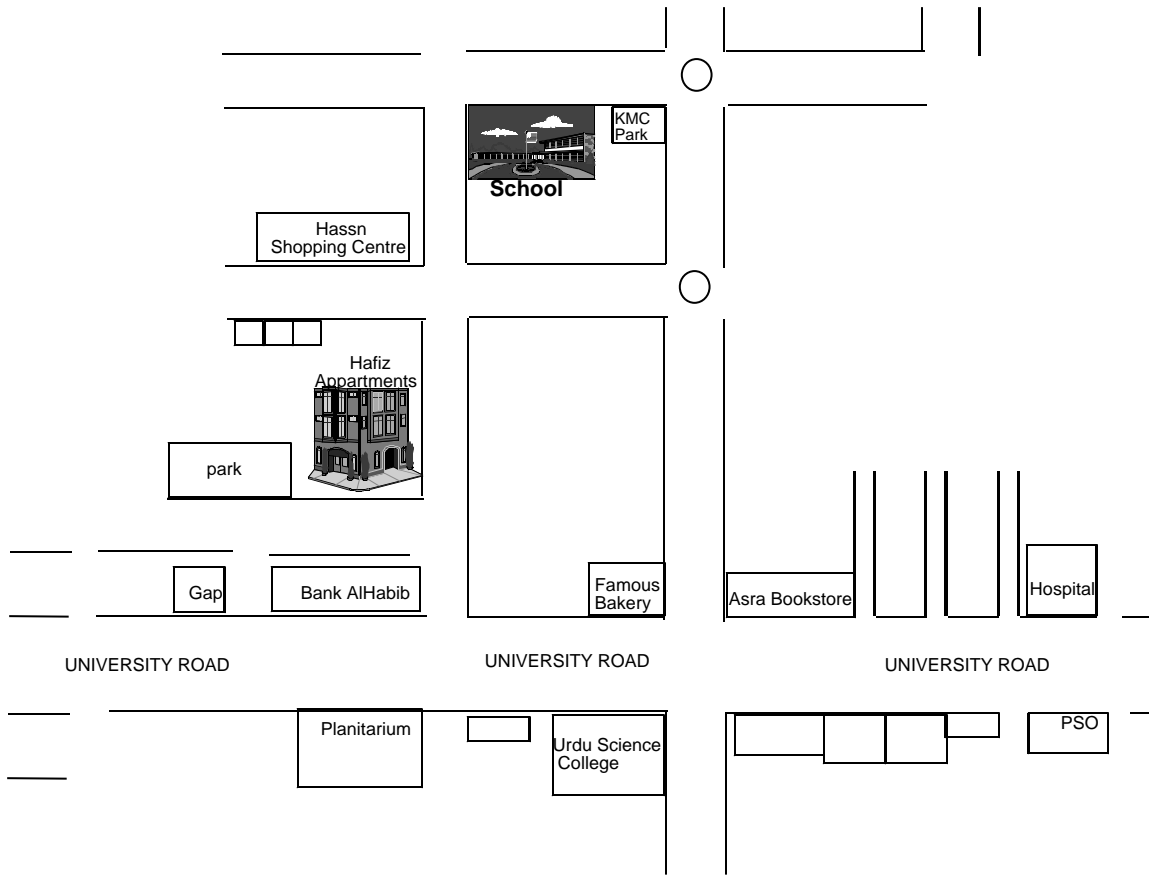 KMC
Park
School
Hassn
Shopping Centre
Hafiz
Appartments
park
Gap
Bank AlHabib
Famous
Bakery
Asra Bookstore
Hospital
UNIVERSITY ROAD
UNIVERSITY ROAD
UNIVERSITY ROAD
Planitarium
Urdu Science
College
PSO